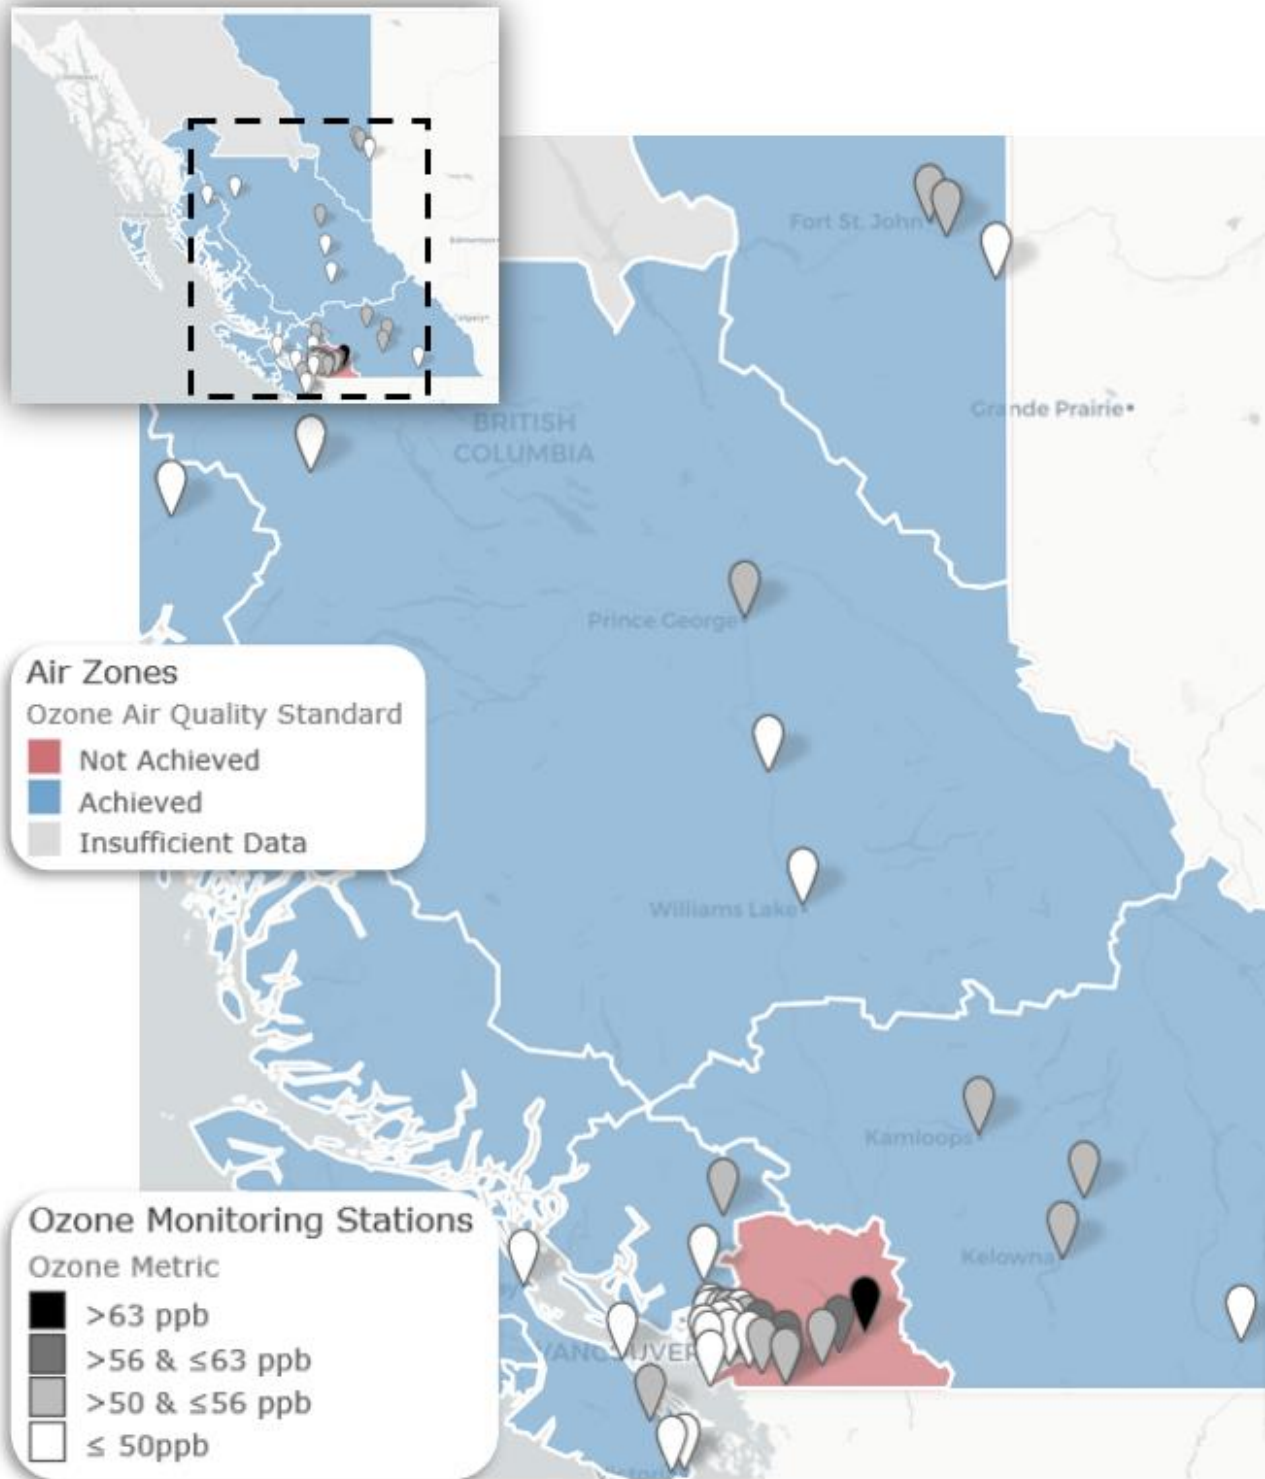 Fort St. John
Grande Prairie
BRITISH
COLUMBIA
Prince George
Air Zones
Ozone Air Quality Standard
Not Achieved
Achieved
Insufficient Data
Williams Lake
Kamloops
Ozone Monitoring Stations
Ozone Metric
>63 ppb
>56 & ≤63 ppb
>50 & ≤56 ppb
≤ 50ppb
Kelowna
VANCOUVER
Victoria